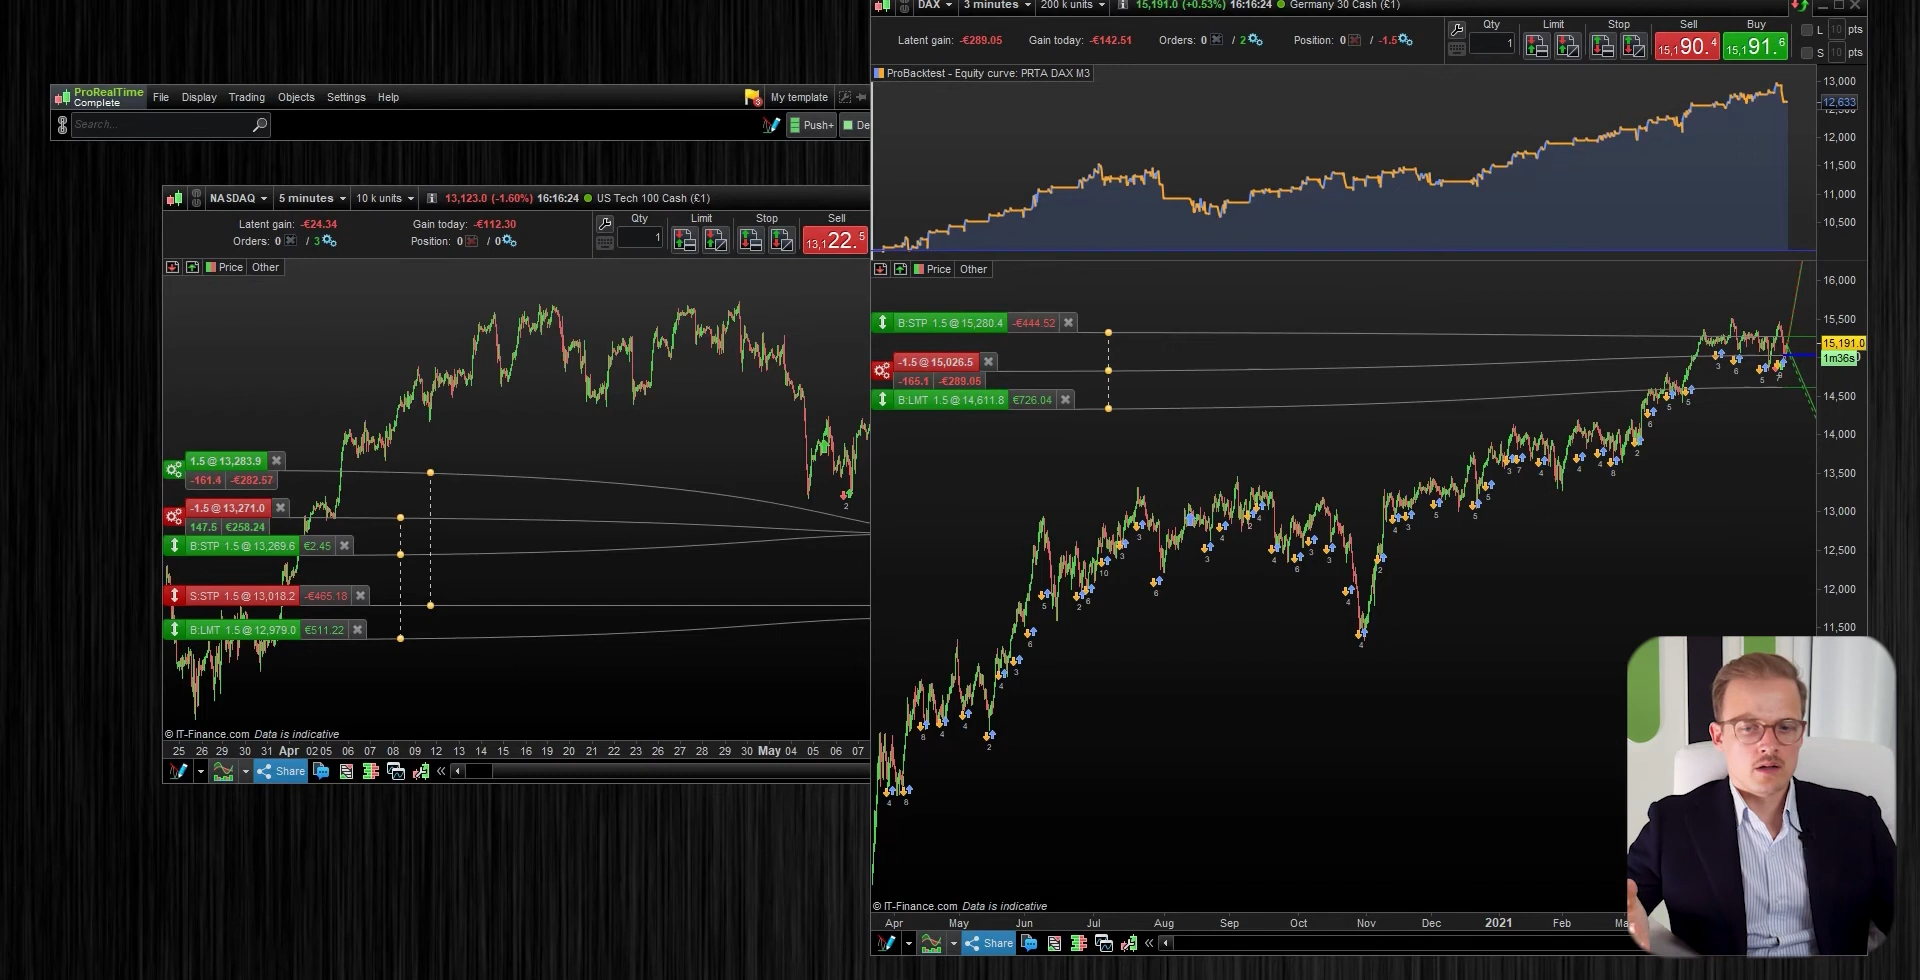 ProRealTime
Complete
File Display Trading Objects Settings Help
My template
Search...
Push+ De
NASDAQ 5 minutes 10 k units 13,123.0 (-1.60%) 16:16:24 US Tech 100 Cash (£1)
Latent gain: -€24.34 Gain today: -€112.30
Orders: 0 / 3 Position: 0 / 0
Qty Limit Stop Sell
1
13,122.5
Price Other
1.5 @ 13,283.9
-161.4 -€282.57
-1.5 @ 13,271.0
147.5 €258.24
B:STP 1.5 @ 13,269.6 €2.45
S:STP 1.5 @ 13,018.2 -€465.18
B:LMT 1.5 @ 12,979.0 €511.22
2
© IT-Finance.com Data is indicative
25 26 29 30 31 Apr 02 05 06 07 08 09 12 13 14 15 16 19 20 21 22 23 26 27 28 29 30 May 04 05 06 07
Share
DAX 3 minutes 200 k units 15,191.0 (+0.53%) 16:16:24 Germany 30 Cash (£1)
Latent gain: -€289.05 Gain today: -€142.51 Orders: 0 / 2 Position: 0 / -1.5
Qty Limit Stop Sell Buy
1
15,190.4 15,191.6
L 10 pts
S 10 pts
ProBacktest - Equity curve: PRTA DAX M3
13,000
12,633
12,500
12,000
11,500
11,000
10,500
Price Other
B:STP 1.5 @ 15,280.4 -€444.52
-1.5 @ 15,026.5
-165.1 -€289.05
B:LMT 1.5 @ 14,611.8 €726.04
16,000
15,500
15,191.0
1m36s
14,500
14,000
13,500
13,000
12,500
12,000
11,500
© IT-Finance.com Data is indicative
Apr May Jun Jul Aug Sep Oct Nov Dec 2021 Feb
Share